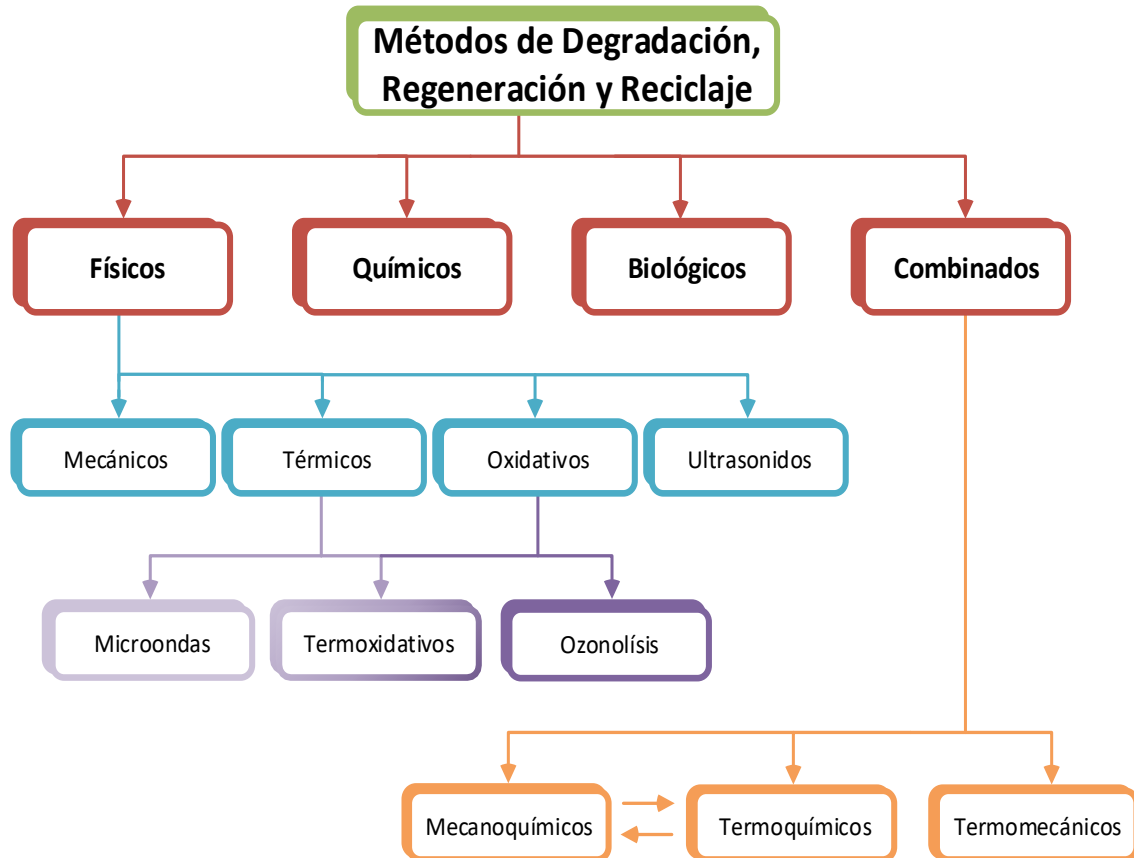 Métodos de Degradación,
Regeneración y Reciclaje
Físicos
Químicos
Biológicos
Combinados
Mecánicos
Térmicos
Oxidativos
Ultrasonidos
Microondas
Termoxidativos
Ozonolísis
Mecanoquímicos
Termoquímicos
Termomecánicos